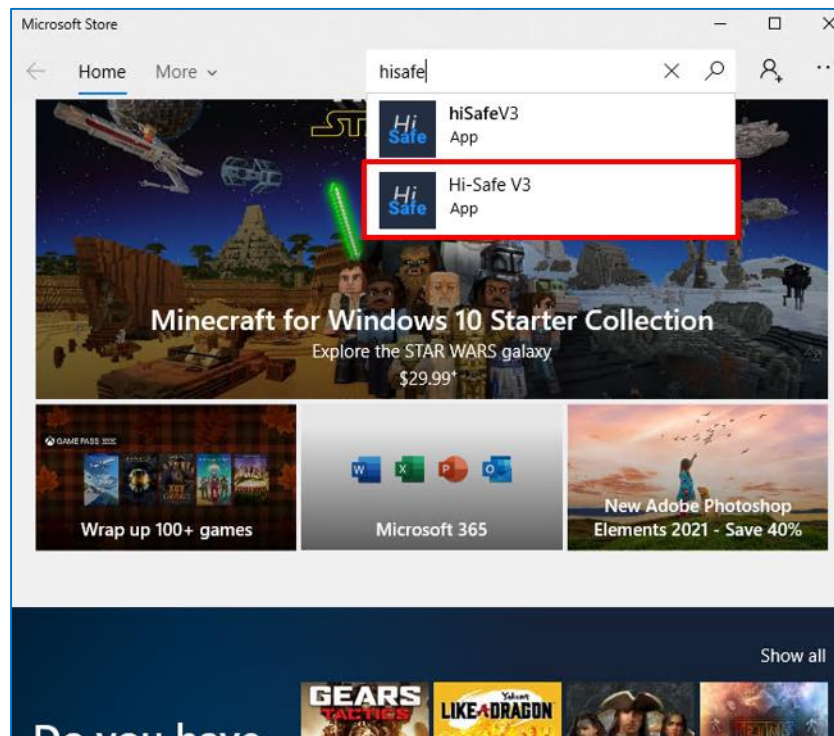 Microsoft Store
Home More
hisafe
Hi
Safe
hiSafeV3
App
Hi
Safe
Hi-Safe V3
App
Minecraft for Windows 10 Starter Collection
Explore the STAR WARS galaxy
$29.99+
GAME PASS
Wrap up 100+ games
W X P O
Microsoft 365
New Adobe Photoshop
Elements 2021 - Save 40%
Show all
GEARS
TACTICS
Yakuza
LIKE A DRAGON
Do you have